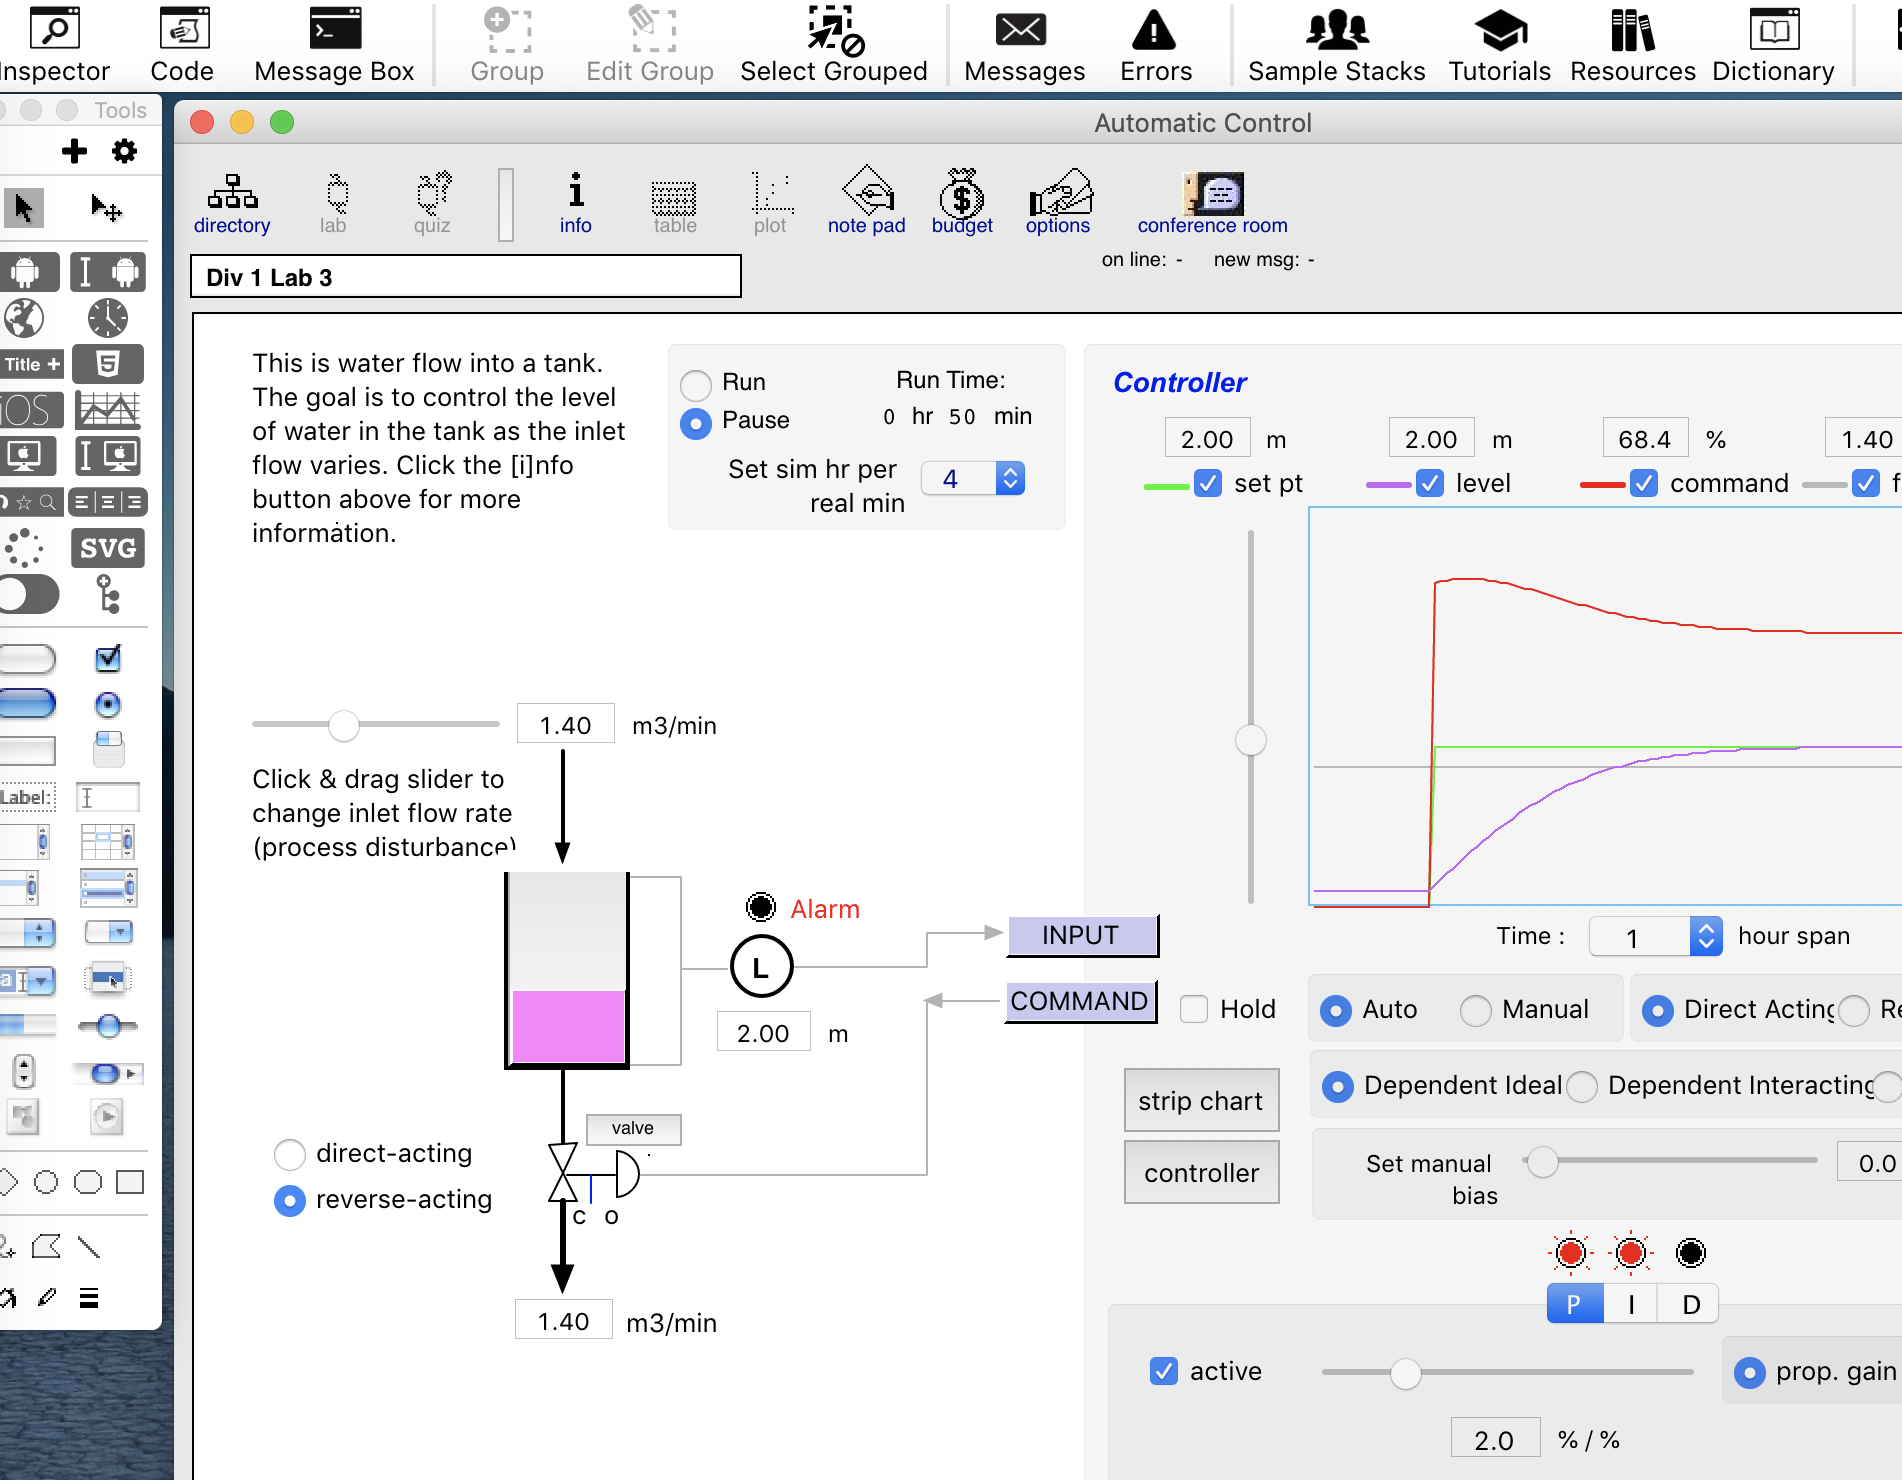 Inspector Code Message Box Group Edit Group Select Grouped Messages Errors Sample Stacks Tutorials Resources Dictionary
Tools
Automatic Control
directory lab quiz info table plot note pad budget options conference room
on line: - new msg: -
Div 1 Lab 3
This is water flow into a tank.
The goal is to control the level
of water in the tank as the inlet
flow varies. Click the [i]nfo
button above for more
information.
Run
Pause
Run Time:
0 hr 50 min
Set sim hr per
real min
4
Controller
2.00 m 2.00 m 68.4 % 1.40
set pt level command f
Title +
5
iOS
SVG
Label:
1.40 m3/min
Click & drag slider to
change inlet flow rate
(process disturbance)
Alarm
L
2.00 m
INPUT
COMMAND
Hold
Time : 1 hour span
Auto Manual Direct Acting Re
Dependent Ideal Dependent Interacting
strip chart
controller
Set manual
bias
0.0
valve
direct-acting
reverse-acting
C O
1.40 m3/min
P I D
active
prop. gain
2.0 % / %